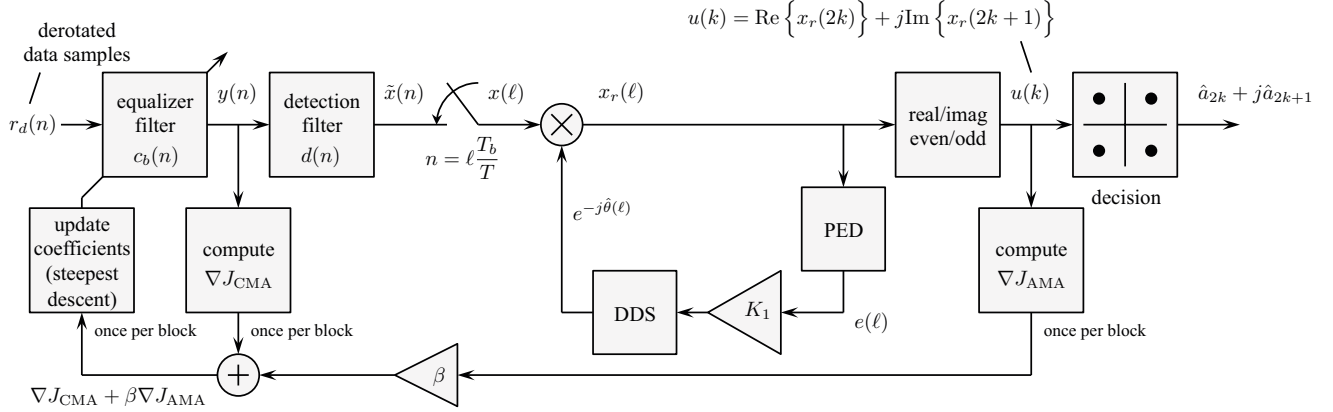 u(k) = Re {x_r(2k)} + jIm {x_r(2k + 1)}
derotated
data samples
r_d(n)
equalizer
filter
c_b(n)
y(n)
detection
filter
d(n)
x̃(n)
n = ℓ T_b/T
x(ℓ)
x_r(ℓ)
real/imag
even/odd
u(k)
decision
â_{2k} + jâ_{2k+1}
e^{-jθ̂(ℓ)}
PED
update
coefficients
(steepest
descent)
compute
∇J_CMA
DDS
K_1
e(ℓ)
compute
∇J_AMA
once per block
once per block
once per block
β
∇J_CMA + β∇J_AMA